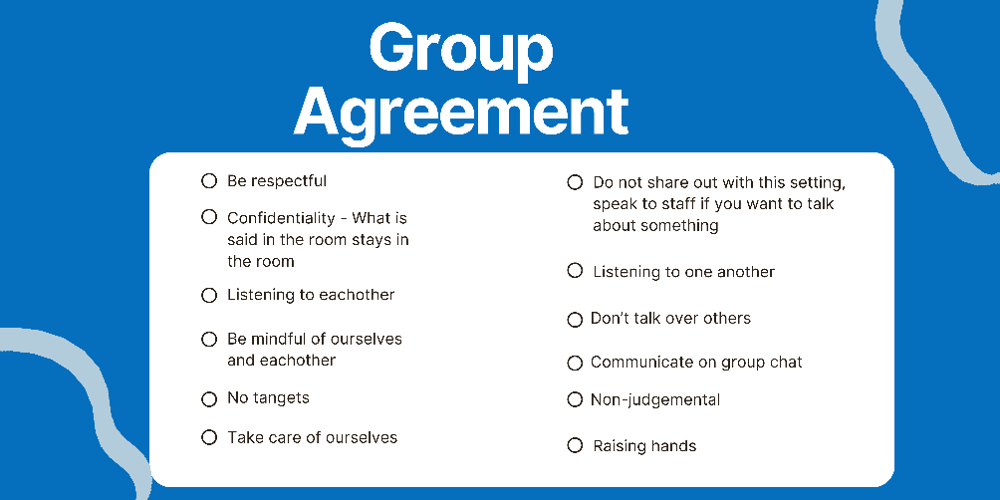 Group
Agreement
Be respectful
Confidentiality - What is
said in the room stays in
the room
Listening to eachother
Be mindful of ourselves
and eachother
No tangets
Take care of ourselves
Do not share out with this setting,
speak to staff if you want to talk
about something
Listening to one another
Don't talk over others
Communicate on group chat
Non-judgemental
Raising hands